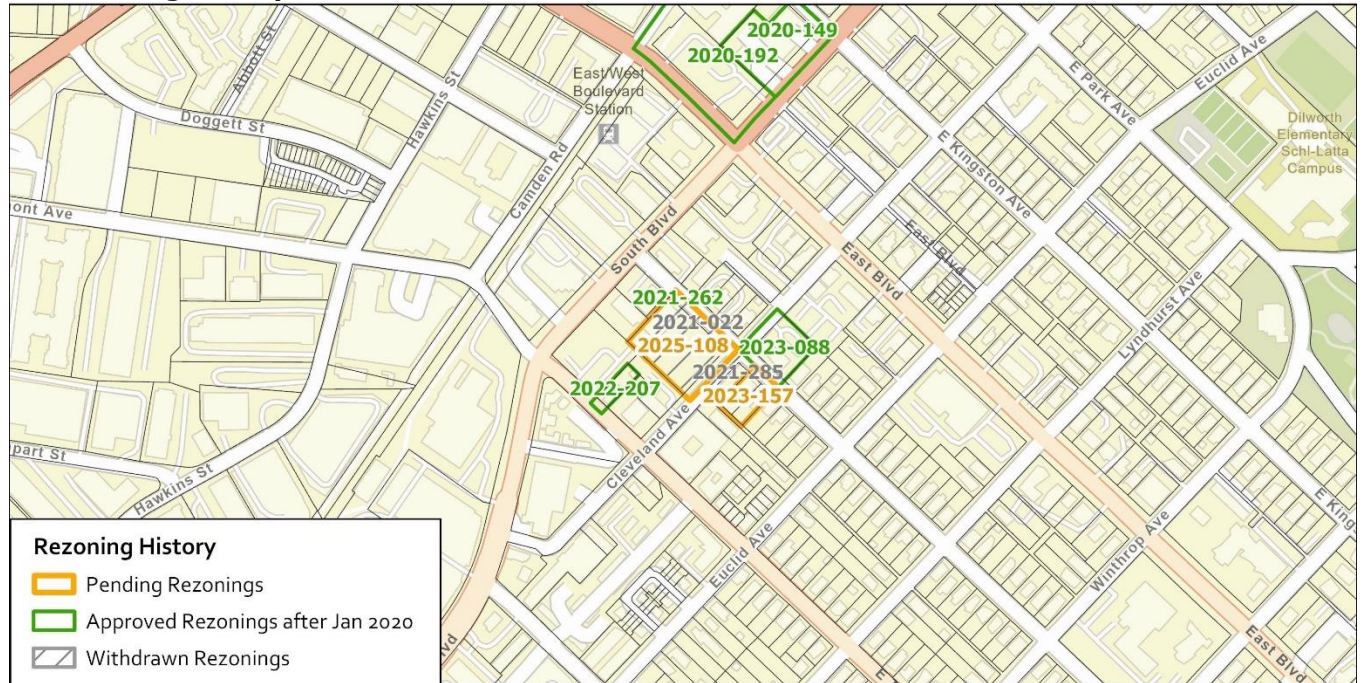 2020-149
2020-192
East/West
Boulevard
Station
Abbott St
Hawkins St
Doggett St
Camden Rd
E Park Ave
Euclid Ave
Dilworth
Elementary
Schl-Latta
Campus
E Kingston Ave
East Blvd
ont Ave
South Blvd
East Blvd
Lyndhurst Ave
2021-262
2021-022
2025-108
2023-088
2021-285
2023-157
2022-207
part St
Hawkins St
Cleveland Ave
Euclid Ave
Winthrop Ave
E King
East Blvd
lvd
E
Rezoning History
Pending Rezonings
Approved Rezonings after Jan 2020
Withdrawn Rezonings